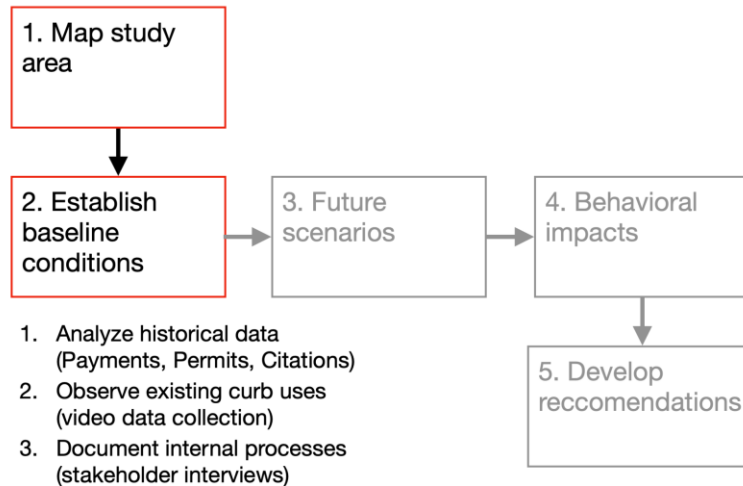 1. Map study
area
2. Establish
baseline
conditions
3. Future
scenarios
4. Behavioral
impacts
5. Develop
reccomendations
1. Analyze historical data
(Payments, Permits, Citations)
2. Observe existing curb uses
(video data collection)
3. Document internal processes
(stakeholder interviews)